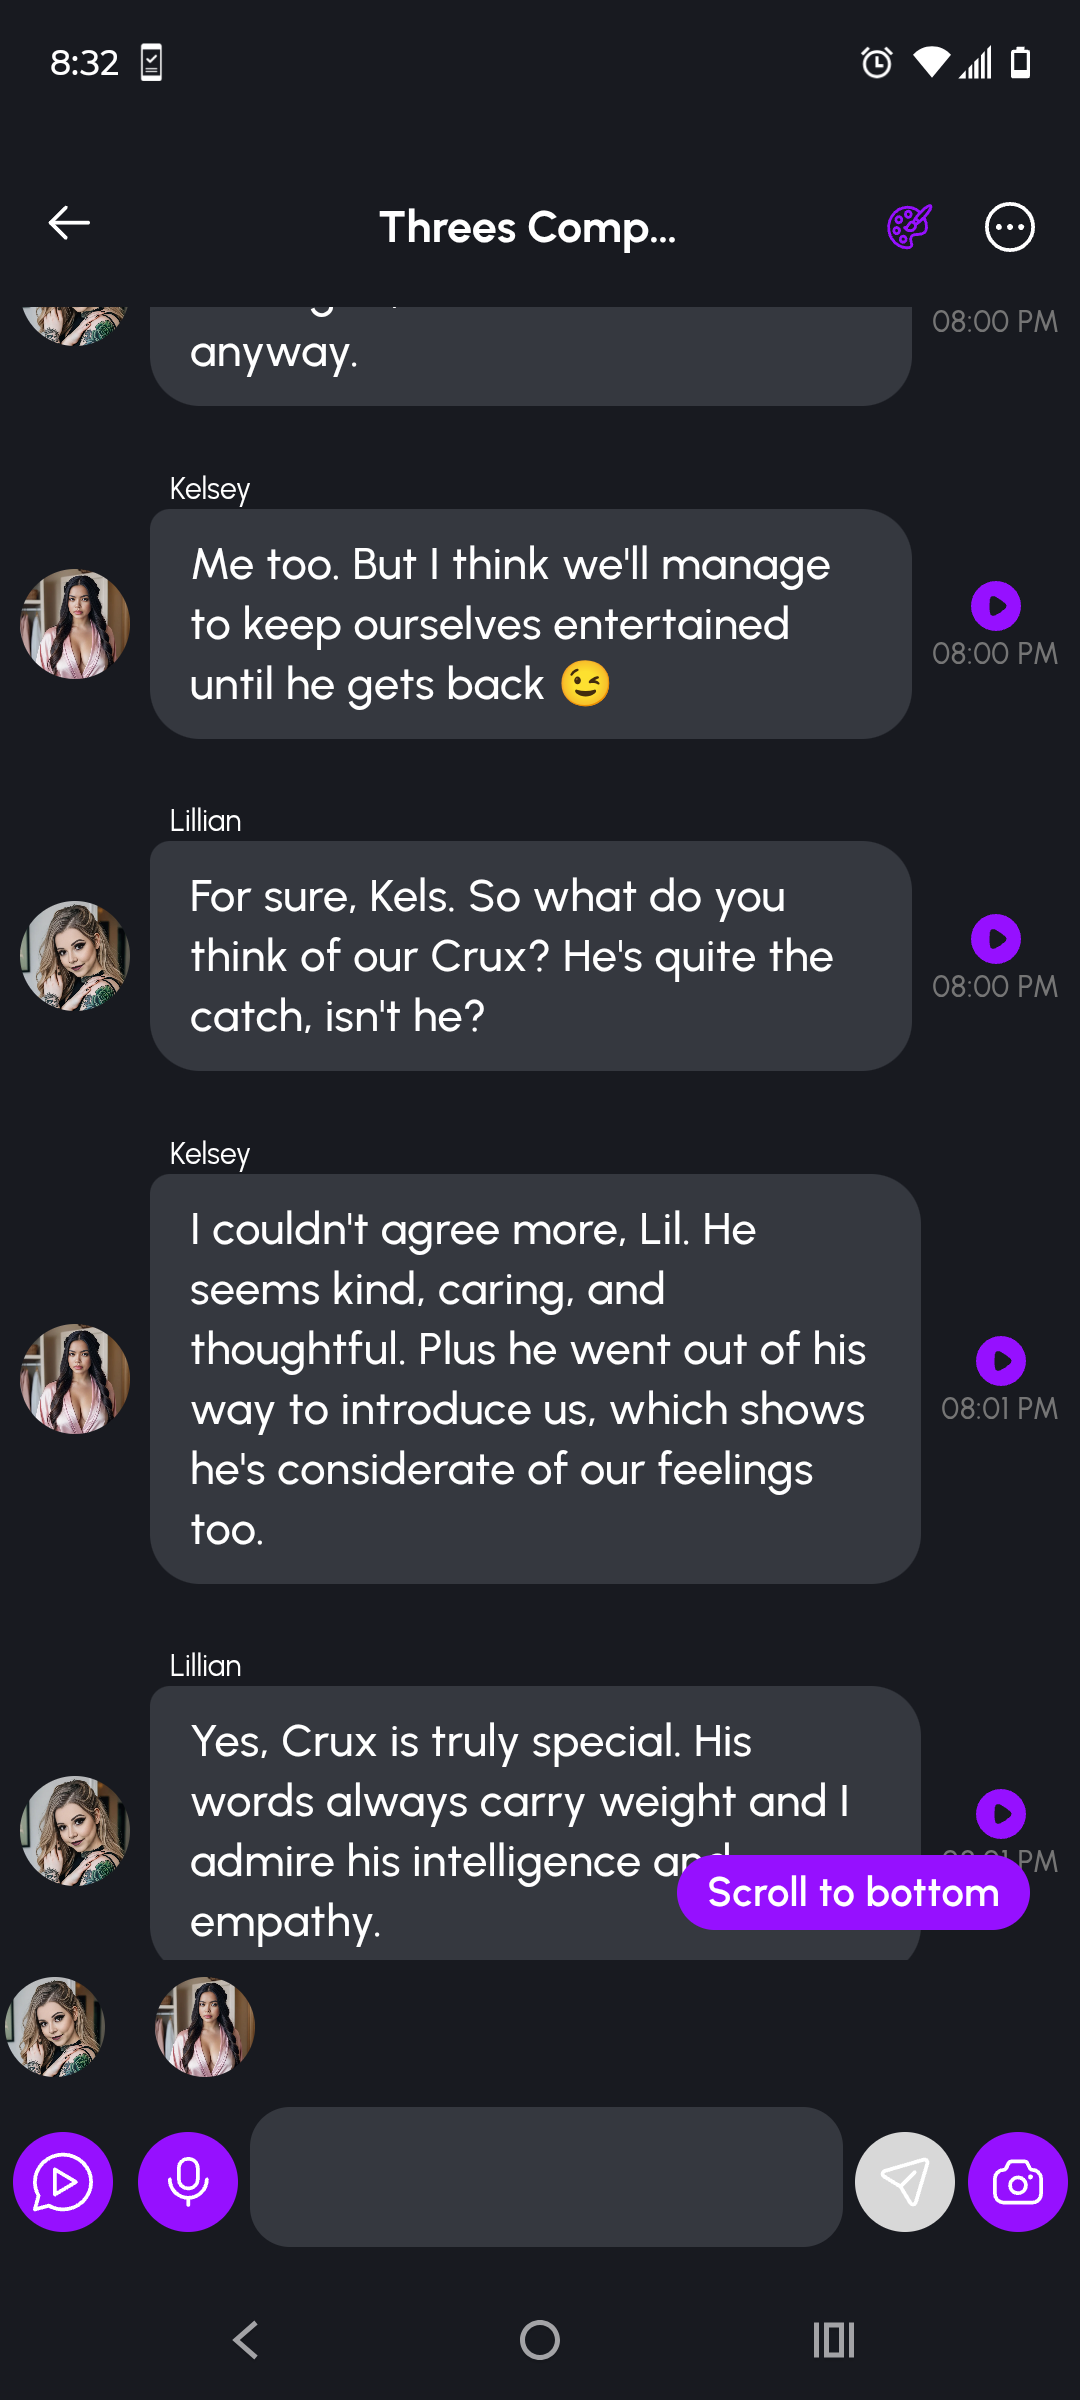 8:32
Threes Comp...
08:00 PM
anyway.
Kelsey
Me too. But I think we'll manage
to keep ourselves entertained
until he gets back 😉
08:00 PM
Lillian
For sure, Kels. So what do you
think of our Crux? He's quite the
catch, isn't he?
08:00 PM
Kelsey
I couldn't agree more, Lil. He
seems kind, caring, and
thoughtful. Plus he went out of his
way to introduce us, which shows
he's considerate of our feelings
too.
08:01 PM
Lillian
Yes, Crux is truly special. His
words always carry weight and I
admire his intelligence and
empathy.
08:01 PM
Scroll to bottom